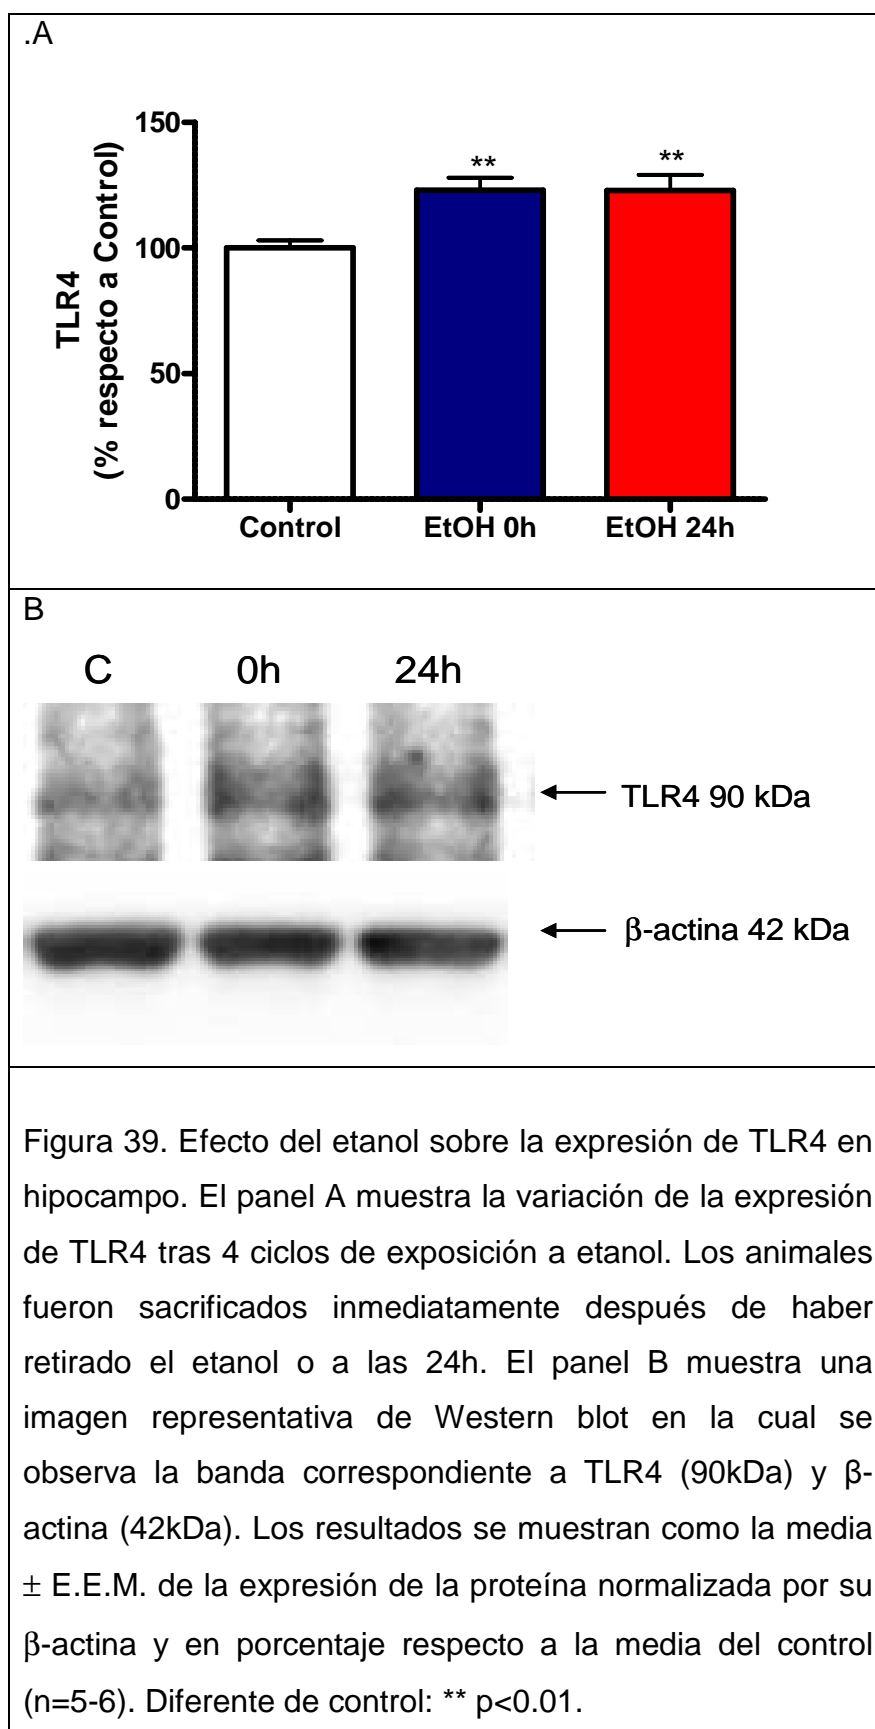 .A
150
100
50
0
TLR4
(% respecto a Control)
** **
Control EtOH 0h EtOH 24h
B
C 0h 24h
TLR4 90 kDa
β-actina 42 kDa
Figura 39. Efecto del etanol sobre la expresión de TLR4 en
hipocampo. El panel A muestra la variación de la expresión
de TLR4 tras 4 ciclos de exposición a etanol. Los animales
fueron sacrificados inmediatamente después de haber
retirado el etanol o a las 24h. El panel B muestra una
imagen representativa de Western blot en la cual se
observa la banda correspondiente a TLR4 (90kDa) y β-
actina (42kDa). Los resultados se muestran como la media
± E.E.M. de la expresión de la proteína normalizada por su
β-actina y en porcentaje respecto a la media del control
(n=5-6). Diferente de control: ** p<0.01.